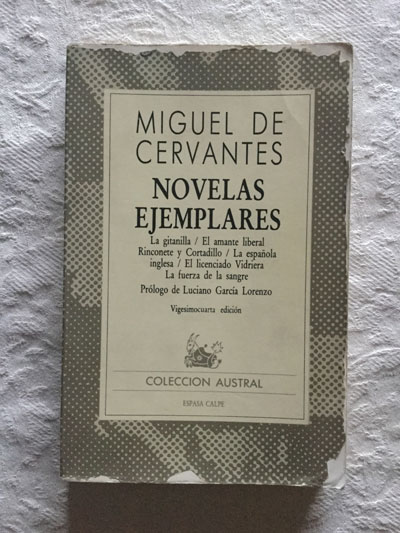 MIGUEL DE
CERVANTES
NOVELAS
EJEMPLARES
La gitanilla / El amante liberal
Rinconete y Cortadillo / La española
inglesa / El licenciado Vidriera
La fuerza de la sangre
Prólogo de Luciano García Lorenzo
Vigesimocuarta edición
COLECCION AUSTRAL
ESPASA CALPE